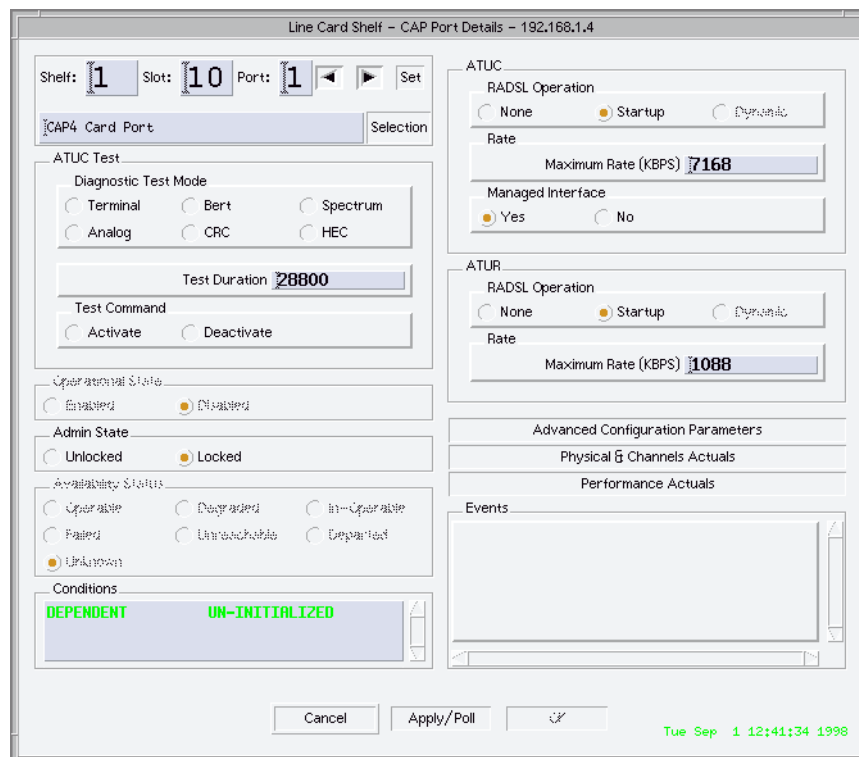 Line Card Shelf - CAP Port Details - 192.168.1.4
Shelf: 1 Slot: 10 Port: 1 Set
CAP4 Card Port Selection
ATUC Test
Diagnostic Test Mode
Terminal Bert Spectrum
Analog CRC HEC
Test Duration 28800
Test Command
Activate Deactivate
Operational State
Enabled Disabled
Admin State
Unlocked Locked
Availability Status
Operable Degraded In-Operable
Failed Unreachable Departed
Unknown
Conditions
DEPENDENT UN-INITIALIZED
ATUC
RADSL Operation
None Startup Dynamic
Rate
Maximum Rate (KBPS) 7168
Managed Interface
Yes No
ATUR
RADSL Operation
None Startup Dynamic
Rate
Maximum Rate (KBPS) 1088
Advanced Configuration Parameters
Physical & Channels Actuals
Performance Actuals
Events
Cancel Apply/Poll OK
Tue Sep 1 12:41:34 1998